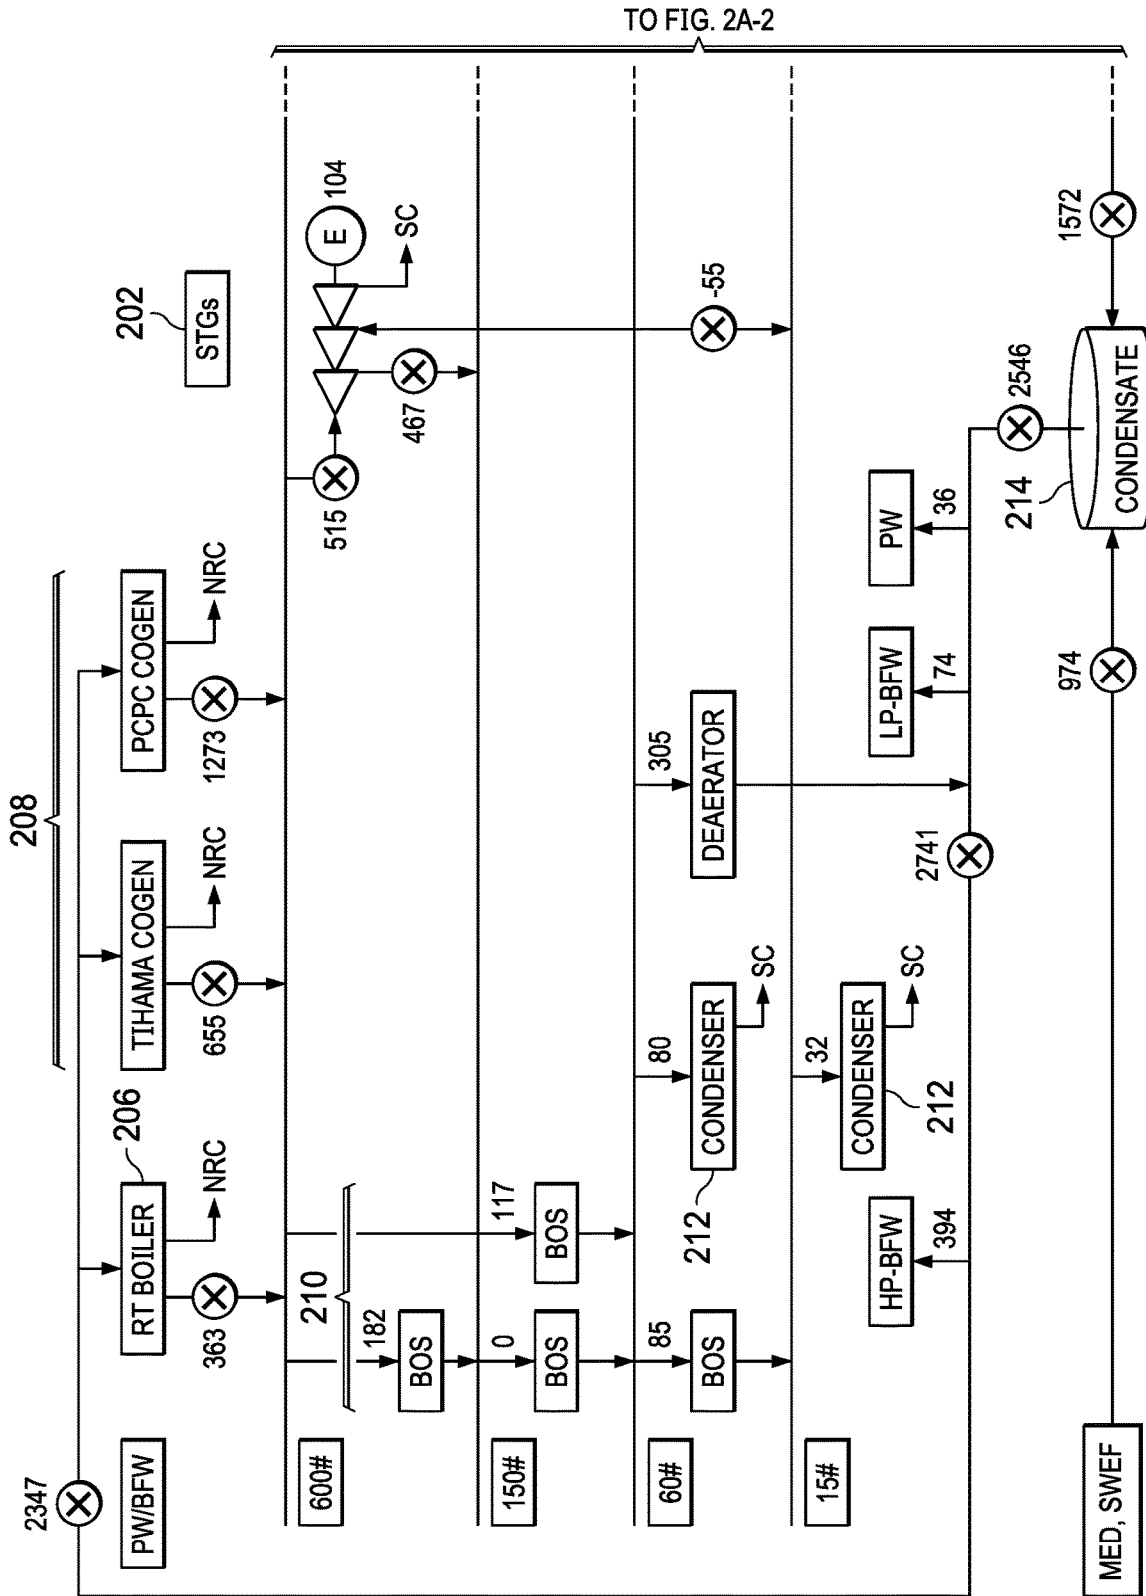 TO FIG. 2A-2
208
2347
PW/BFW
206
RT BOILER
NRC
363
TIHAMA COGEN
NRC
655
PCPC COGEN
NRC
1273
202
STGs
600#
210
182
BOS
515
E
104
SC
467
150#
0
BOS
117
BOS
-55
60#
85
BOS
80
CONDENSER
SC
212
305
DEAERATOR
15#
32
CONDENSER
SC
212
HP-BFW
394
LP-BFW
74
PW
36
2741
2546
214
CONDENSATE
MED, SWEF
974
1572